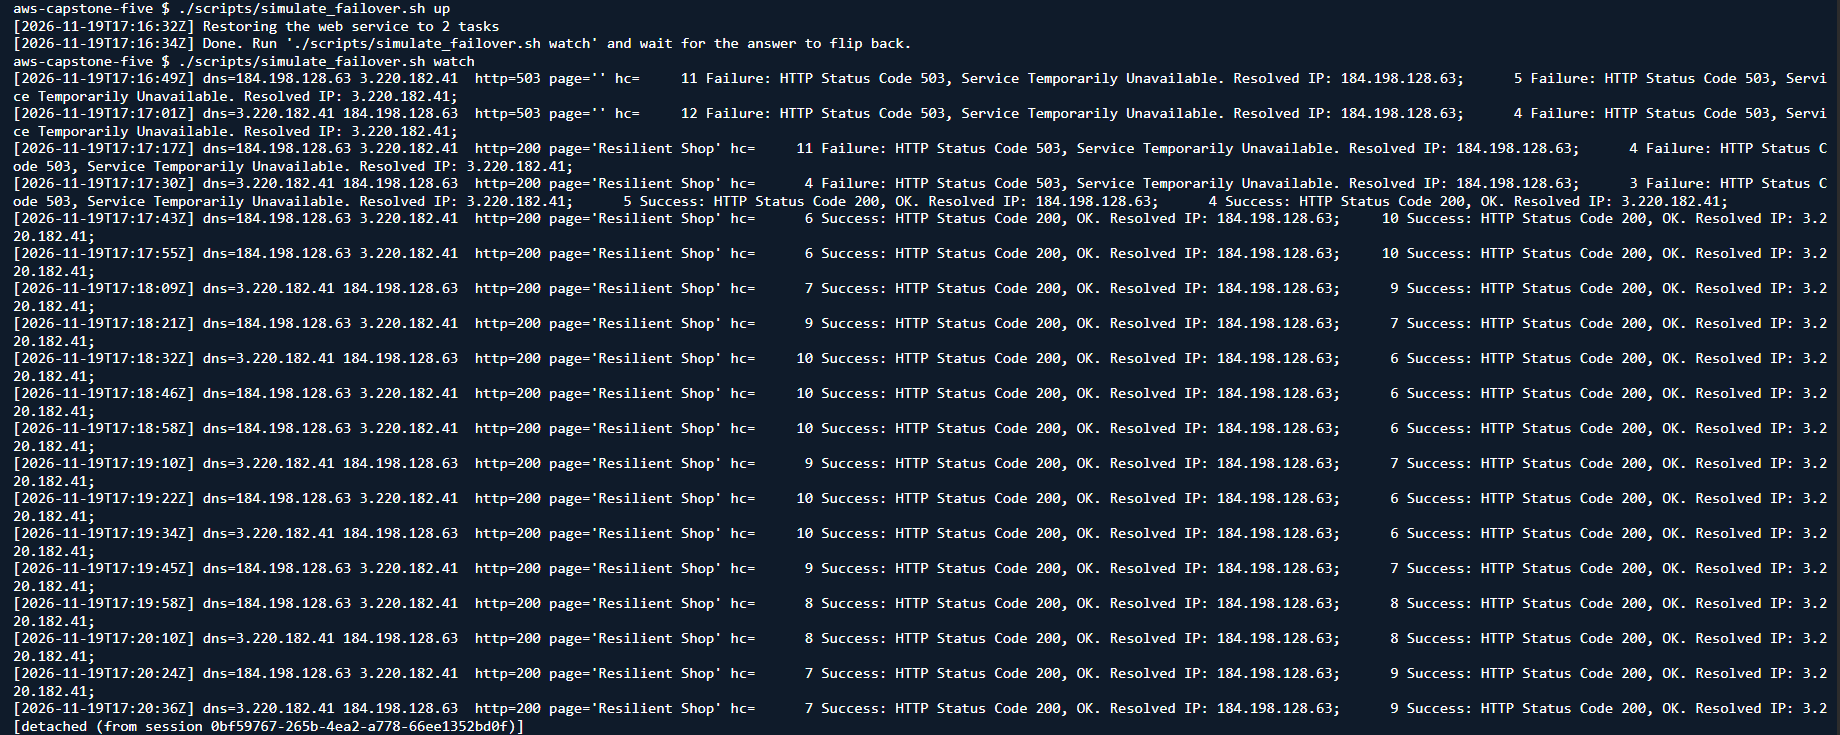 aws-capstone-five $ ./scripts/simulate_failover.sh up
[2026-11-19T17:16:32Z] Restoring the web service to 2 tasks
[2026-11-19T17:16:34Z] Done. Run './scripts/simulate_failover.sh watch' and wait for the answer to flip back.
aws-capstone-five $ ./scripts/simulate_failover.sh watch
[2026-11-19T17:16:49Z] dns=184.198.128.63 3.220.182.41  http=503 page='' hc=     11 Failure: HTTP Status Code 503, Service Temporarily Unavailable. Resolved IP: 184.198.128.63;      5 Failure: HTTP Status Code 503, Servi
ce Temporarily Unavailable. Resolved IP: 3.220.182.41;
[2026-11-19T17:17:01Z] dns=3.220.182.41 184.198.128.63  http=503 page='' hc=     12 Failure: HTTP Status Code 503, Service Temporarily Unavailable. Resolved IP: 184.198.128.63;      4 Failure: HTTP Status Code 503, Servi
ce Temporarily Unavailable. Resolved IP: 3.220.182.41;
[2026-11-19T17:17:17Z] dns=184.198.128.63 3.220.182.41  http=200 page='Resilient Shop' hc=     11 Failure: HTTP Status Code 503, Service Temporarily Unavailable. Resolved IP: 184.198.128.63;      4 Failure: HTTP Status C
ode 503, Service Temporarily Unavailable. Resolved IP: 3.220.182.41;
[2026-11-19T17:17:30Z] dns=3.220.182.41 184.198.128.63  http=200 page='Resilient Shop' hc=      4 Failure: HTTP Status Code 503, Service Temporarily Unavailable. Resolved IP: 184.198.128.63;      3 Failure: HTTP Status C
ode 503, Service Temporarily Unavailable. Resolved IP: 3.220.182.41;      5 Success: HTTP Status Code 200, OK. Resolved IP: 184.198.128.63;      4 Success: HTTP Status Code 200, OK. Resolved IP: 3.220.182.41;
[2026-11-19T17:17:43Z] dns=184.198.128.63 3.220.182.41  http=200 page='Resilient Shop' hc=      6 Success: HTTP Status Code 200, OK. Resolved IP: 184.198.128.63;     10 Success: HTTP Status Code 200, OK. Resolved IP: 3.2
20.182.41;
[2026-11-19T17:17:55Z] dns=184.198.128.63 3.220.182.41  http=200 page='Resilient Shop' hc=      6 Success: HTTP Status Code 200, OK. Resolved IP: 184.198.128.63;     10 Success: HTTP Status Code 200, OK. Resolved IP: 3.2
20.182.41;
[2026-11-19T17:18:09Z] dns=3.220.182.41 184.198.128.63  http=200 page='Resilient Shop' hc=      7 Success: HTTP Status Code 200, OK. Resolved IP: 184.198.128.63;      9 Success: HTTP Status Code 200, OK. Resolved IP: 3.2
20.182.41;
[2026-11-19T17:18:21Z] dns=184.198.128.63 3.220.182.41  http=200 page='Resilient Shop' hc=      9 Success: HTTP Status Code 200, OK. Resolved IP: 184.198.128.63;      7 Success: HTTP Status Code 200, OK. Resolved IP: 3.2
20.182.41;
[2026-11-19T17:18:32Z] dns=3.220.182.41 184.198.128.63  http=200 page='Resilient Shop' hc=     10 Success: HTTP Status Code 200, OK. Resolved IP: 184.198.128.63;      6 Success: HTTP Status Code 200, OK. Resolved IP: 3.2
20.182.41;
[2026-11-19T17:18:46Z] dns=184.198.128.63 3.220.182.41  http=200 page='Resilient Shop' hc=     10 Success: HTTP Status Code 200, OK. Resolved IP: 184.198.128.63;      6 Success: HTTP Status Code 200, OK. Resolved IP: 3.2
20.182.41;
[2026-11-19T17:18:58Z] dns=184.198.128.63 3.220.182.41  http=200 page='Resilient Shop' hc=     10 Success: HTTP Status Code 200, OK. Resolved IP: 184.198.128.63;      6 Success: HTTP Status Code 200, OK. Resolved IP: 3.2
20.182.41;
[2026-11-19T17:19:10Z] dns=3.220.182.41 184.198.128.63  http=200 page='Resilient Shop' hc=      9 Success: HTTP Status Code 200, OK. Resolved IP: 184.198.128.63;      7 Success: HTTP Status Code 200, OK. Resolved IP: 3.2
20.182.41;
[2026-11-19T17:19:22Z] dns=184.198.128.63 3.220.182.41  http=200 page='Resilient Shop' hc=     10 Success: HTTP Status Code 200, OK. Resolved IP: 184.198.128.63;      6 Success: HTTP Status Code 200, OK. Resolved IP: 3.2
20.182.41;
[2026-11-19T17:19:34Z] dns=3.220.182.41 184.198.128.63  http=200 page='Resilient Shop' hc=     10 Success: HTTP Status Code 200, OK. Resolved IP: 184.198.128.63;      6 Success: HTTP Status Code 200, OK. Resolved IP: 3.2
20.182.41;
[2026-11-19T17:19:45Z] dns=184.198.128.63 3.220.182.41  http=200 page='Resilient Shop' hc=      9 Success: HTTP Status Code 200, OK. Resolved IP: 184.198.128.63;      7 Success: HTTP Status Code 200, OK. Resolved IP: 3.2
20.182.41;
[2026-11-19T17:19:58Z] dns=184.198.128.63 3.220.182.41  http=200 page='Resilient Shop' hc=      8 Success: HTTP Status Code 200, OK. Resolved IP: 184.198.128.63;      8 Success: HTTP Status Code 200, OK. Resolved IP: 3.2
20.182.41;
[2026-11-19T17:20:10Z] dns=3.220.182.41 184.198.128.63  http=200 page='Resilient Shop' hc=      8 Success: HTTP Status Code 200, OK. Resolved IP: 184.198.128.63;      8 Success: HTTP Status Code 200, OK. Resolved IP: 3.2
20.182.41;
[2026-11-19T17:20:24Z] dns=184.198.128.63 3.220.182.41  http=200 page='Resilient Shop' hc=      7 Success: HTTP Status Code 200, OK. Resolved IP: 184.198.128.63;      9 Success: HTTP Status Code 200, OK. Resolved IP: 3.2
20.182.41;
[2026-11-19T17:20:36Z] dns=3.220.182.41 184.198.128.63  http=200 page='Resilient Shop' hc=      7 Success: HTTP Status Code 200, OK. Resolved IP: 184.198.128.63;      9 Success: HTTP Status Code 200, OK. Resolved IP: 3.2
[detached (from session 0bf59767-265b-4ea2-a778-66ee1352bd0f)]